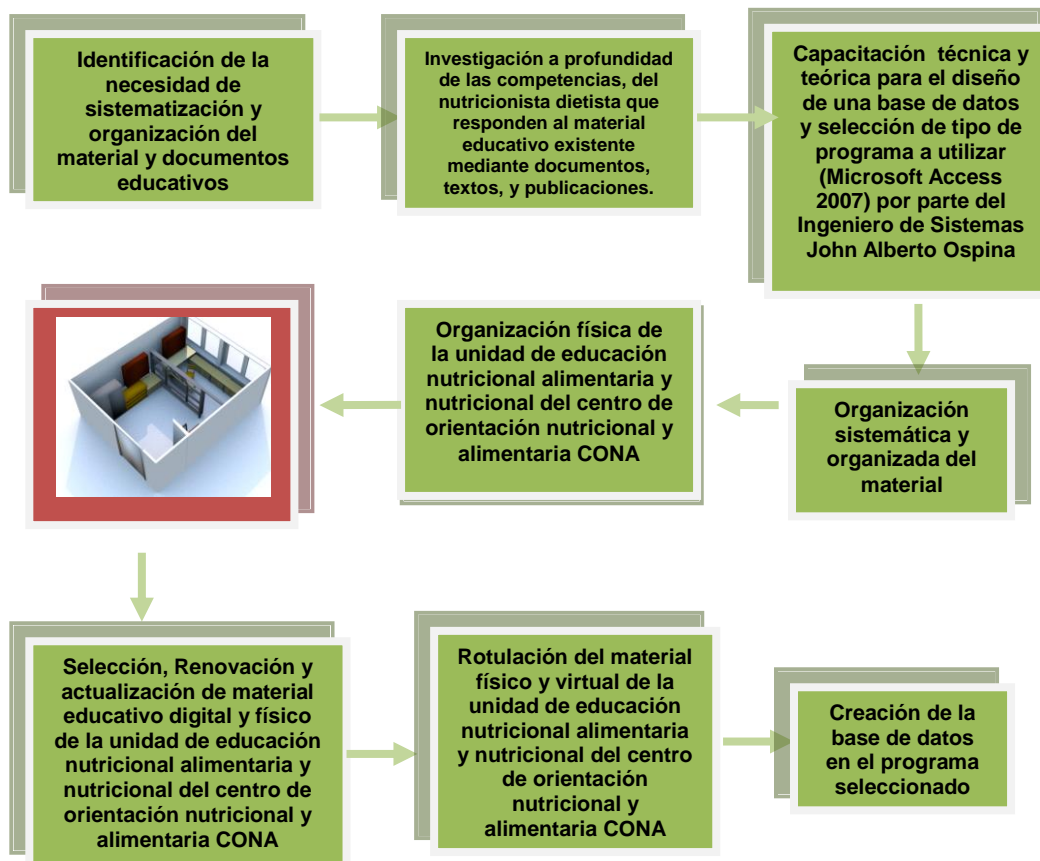 Identificación de la
necesidad de
sistematización y
organización del
material y documentos
educativos
Investigación a profundidad
de las competencias, del
nutricionista dietista que
responden al material
educativo existente
mediante documentos,
textos, y publicaciones.
Capacitación técnica y
teórica para el diseño
de una base de datos
y selección de tipo de
programa a utilizar
(Microsoft Access
2007) por parte del
Ingeniero de Sistemas
John Alberto Ospina
Organización
sistemática y
organizada del
material
Organización física de
la unidad de educación
nutricional alimentaria y
nutricional del centro de
orientación nutricional y
alimentaria CONA
Selección, Renovación y
actualización de material
educativo digital y físico
de la unidad de educación
nutricional alimentaria y
nutricional del centro de
orientación nutricional y
alimentaria CONA
Rotulación del material
físico y virtual de la
unidad de educación
nutricional alimentaria
y nutricional del centro
de orientación
nutricional y
alimentaria CONA
Creación de la
base de datos
en el programa
seleccionado